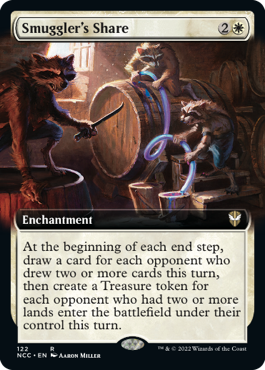 Smuggler's Share 2
Enchantment
At the beginning of each end step,
draw a card for each opponent who
drew two or more cards this turn,
then create a Treasure token for
each opponent who had two or more
lands enter the battlefield under
their control this turn.
122 R
NCC • EN Aaron Miller
™ & © 2022 Wizards of the Coast